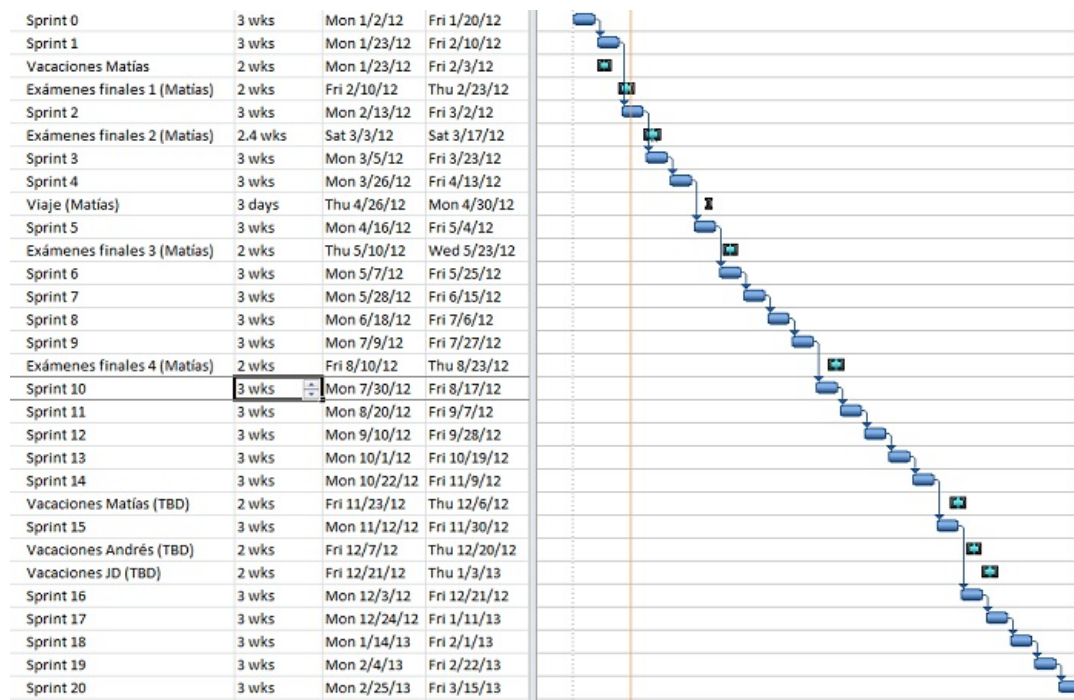 Sprint 0 3 wks Mon 1/2/12 Fri 1/20/12
Sprint 1 3 wks Mon 1/23/12 Fri 2/10/12
Vacaciones Matías 2 wks Mon 1/23/12 Fri 2/3/12
Exámenes finales 1 (Matías) 2 wks Fri 2/10/12 Thu 2/23/12
Sprint 2 3 wks Mon 2/13/12 Fri 3/2/12
Exámenes finales 2 (Matías) 2.4 wks Sat 3/3/12 Sat 3/17/12
Sprint 3 3 wks Mon 3/5/12 Fri 3/23/12
Sprint 4 3 wks Mon 3/26/12 Fri 4/13/12
Viaje (Matías) 3 days Thu 4/26/12 Mon 4/30/12
Sprint 5 3 wks Mon 4/16/12 Fri 5/4/12
Exámenes finales 3 (Matías) 2 wks Thu 5/10/12 Wed 5/23/12
Sprint 6 3 wks Mon 5/7/12 Fri 5/25/12
Sprint 7 3 wks Mon 5/28/12 Fri 6/15/12
Sprint 8 3 wks Mon 6/18/12 Fri 7/6/12
Sprint 9 3 wks Mon 7/9/12 Fri 7/27/12
Exámenes finales 4 (Matías) 2 wks Fri 8/10/12 Thu 8/23/12
Sprint 10 3 wks Mon 7/30/12 Fri 8/17/12
Sprint 11 3 wks Mon 8/20/12 Fri 9/7/12
Sprint 12 3 wks Mon 9/10/12 Fri 9/28/12
Sprint 13 3 wks Mon 10/1/12 Fri 10/19/12
Sprint 14 3 wks Mon 10/22/12 Fri 11/9/12
Vacaciones Matías (TBD) 2 wks Fri 11/23/12 Thu 12/6/12
Sprint 15 3 wks Mon 11/12/12 Fri 11/30/12
Vacaciones Andrés (TBD) 2 wks Fri 12/7/12 Thu 12/20/12
Vacaciones JD (TBD) 2 wks Fri 12/21/12 Thu 1/3/13
Sprint 16 3 wks Mon 12/3/12 Fri 12/21/12
Sprint 17 3 wks Mon 12/24/12 Fri 1/11/13
Sprint 18 3 wks Mon 1/14/13 Fri 2/1/13
Sprint 19 3 wks Mon 2/4/13 Fri 2/22/13
Sprint 20 3 wks Mon 2/25/13 Fri 3/15/13